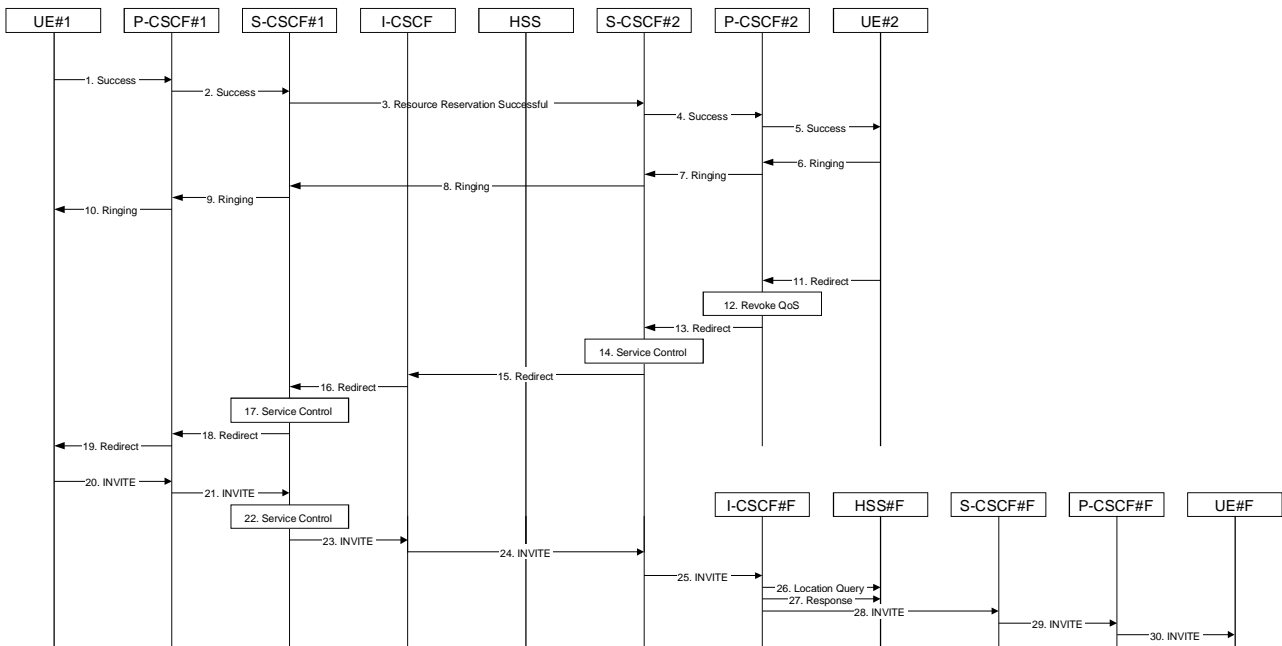 UE#1
P-CSCF#1
S-CSCF#1
I-CSCF
HSS
S-CSCF#2
P-CSCF#2
UE#2
1. Success
2. Success
3. Resource Reservation Successful
4. Success
5. Success
6. Ringing
7. Ringing
8. Ringing
9. Ringing
10. Ringing
11. Redirect
12. Revoke QoS
13. Redirect
14. Service Control
15. Redirect
16. Redirect
17. Service Control
18. Redirect
19. Redirect
20. INVITE
21. INVITE
I-CSCF#F
HSS#F
S-CSCF#F
P-CSCF#F
UE#F
22. Service Control
23. INVITE
24. INVITE
25. INVITE
26. Location Query
27. Response
28. INVITE
29. INVITE
30. INVITE